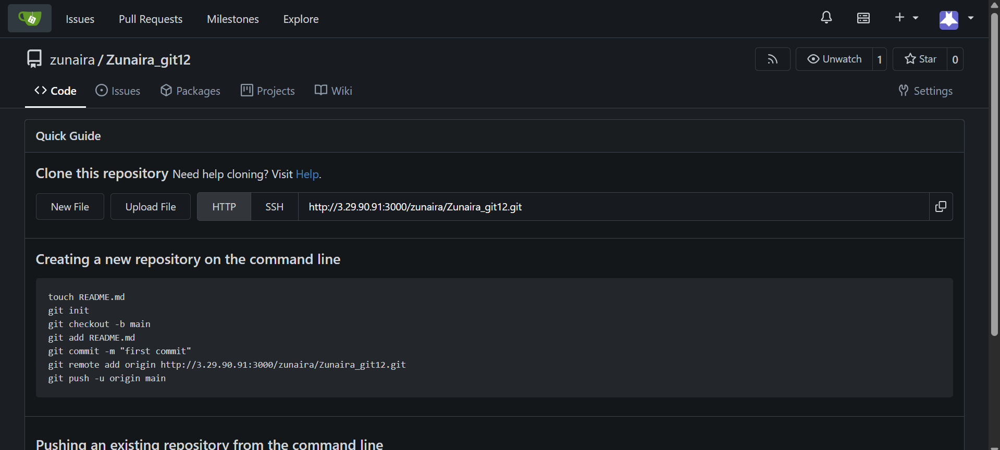 Issues Pull Requests Milestones Explore
zunaira / Zunaira_git12 Unwatch 1 Star 0
Code Issues Packages Projects Wiki Settings
Quick Guide
Clone this repository Need help cloning? Visit Help.
New File Upload File HTTP SSH http://3.29.90.91:3000/zunaira/Zunaira_git12.git
Creating a new repository on the command line
touch README.md
git init
git checkout -b main
git add README.md
git commit -m "first commit"
git remote add origin http://3.29.90.91:3000/zunaira/Zunaira_git12.git
git push -u origin main
Pushing an existing repository from the command line